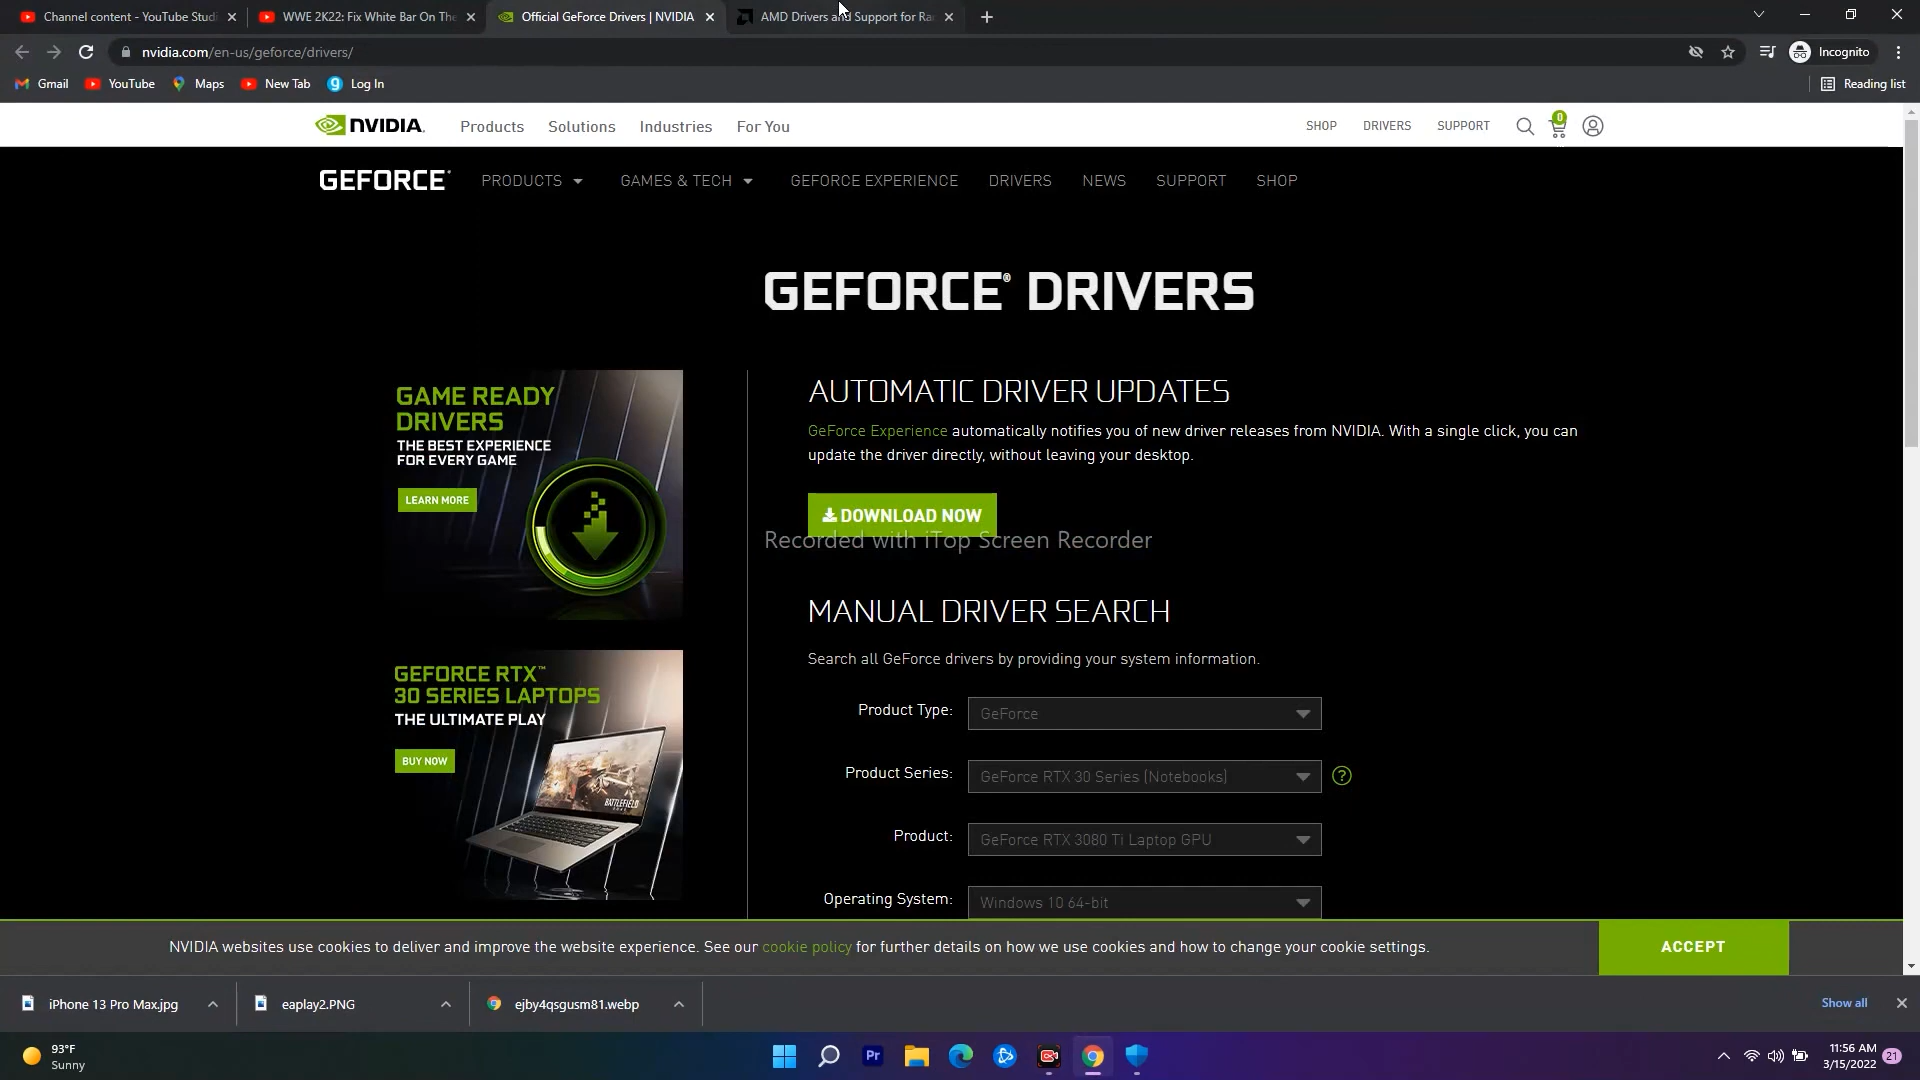 Channel content - YouTube Studi
WWE 2K22: Fix White Bar On The
Official GeForce Drivers | NVIDIA
AMD Drivers and Support for Ra
nvidia.com/en-us/geforce/drivers/
Incognito
Gmail
YouTube
Maps
New Tab
Log In
Reading list
NVIDIA.
Products
Solutions
Industries
For You
SHOP
DRIVERS
SUPPORT
0
GEFORCE
PRODUCTS
GAMES & TECH
GEFORCE EXPERIENCE
DRIVERS
NEWS
SUPPORT
SHOP
GEFORCE® DRIVERS
GAME READY
DRIVERS
THE BEST EXPERIENCE
FOR EVERY GAME
LEARN MORE
AUTOMATIC DRIVER UPDATES
GeForce Experience automatically notifies you of new driver releases from NVIDIA. With a single click, you can
update the driver directly, without leaving your desktop.
DOWNLOAD NOW
Recorded with iTop Screen Recorder
MANUAL DRIVER SEARCH
Search all GeForce drivers by providing your system information.
GEFORCE RTX™
30 SERIES LAPTOPS
THE ULTIMATE PLAY
BUY NOW
BATTLEFIELD
Product Type:
GeForce
Product Series:
GeForce RTX 30 Series (Notebooks)
?
Product:
GeForce RTX 3080 Ti Laptop GPU
Operating System:
Windows 10 64-bit
NVIDIA websites use cookies to deliver and improve the website experience. See our cookie policy for further details on how we use cookies and how to change your cookie settings.
ACCEPT
iPhone 13 Pro Max.jpg
eaplay2.PNG
ejby4qsgusm81.webp
Show all
93°F
Sunny
Pr
11:56 AM
3/15/2022
21